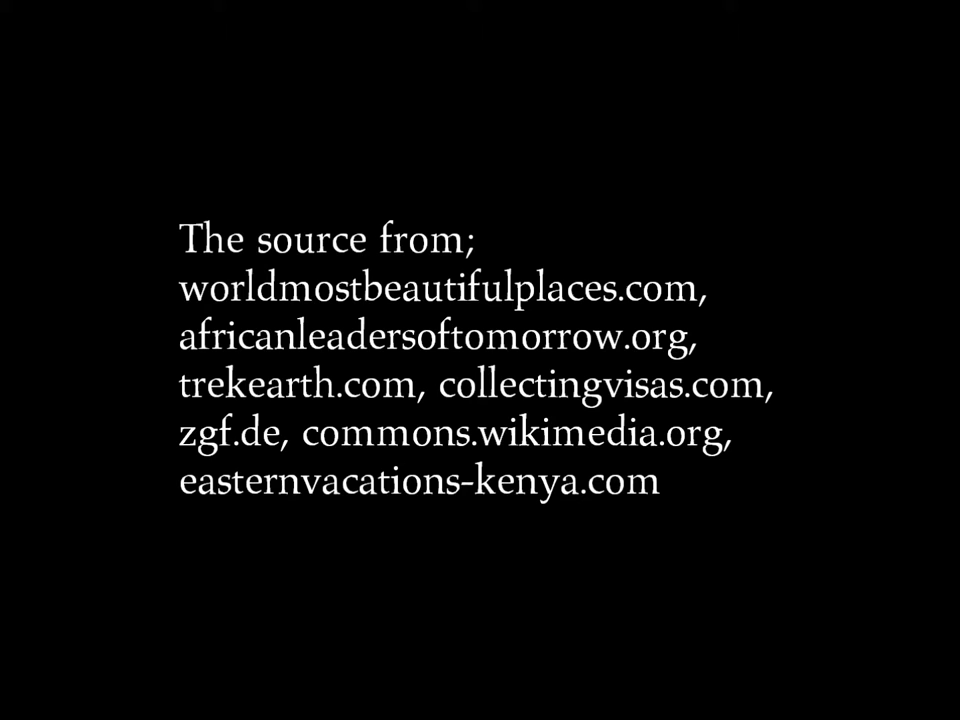 The source from;
worldmostbeautifulplaces.com,
africanleadersoftomorrow.org,
trekearth.com, collectingvisas.com,
zgf.de, commons.wikimedia.org,
easternvacations-kenya.com